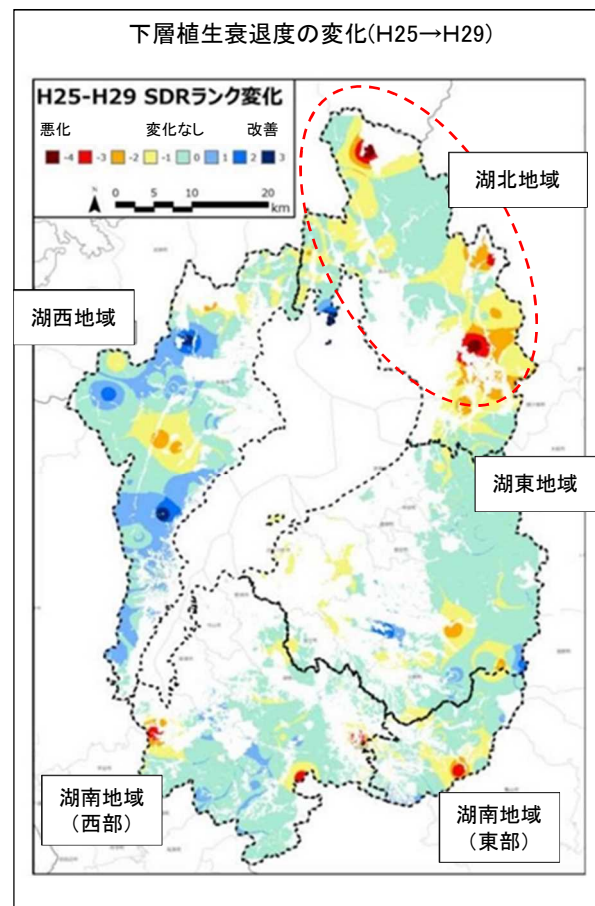 下層植生衰退度の変化(H25→H29)
H25-H29 SDRランク変化
悪化 変化なし 改善
-4 -3 -2 -1 0 1 2 3
N
0 5 10 20
km
湖北地域
湖西地域
湖東地域
湖南地域
(西部)
湖南地域
(東部)